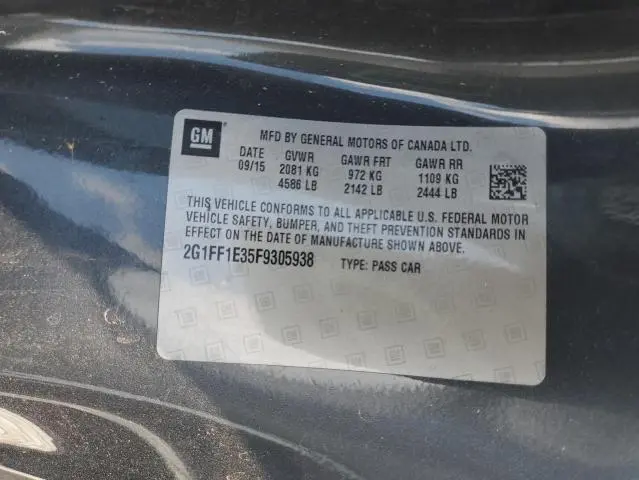 GM
MFD BY GENERAL MOTORS OF CANADA LTD.
DATE GVWR GAWR FRT GAWR RR
09/15 2081 KG 972 KG 1109 KG
4586 LB 2142 LB 2444 LB
THIS VEHICLE CONFORMS TO ALL APPLICABLE U.S. FEDERAL MOTOR
VEHICLE SAFETY, BUMPER, AND THEFT PREVENTION STANDARDS IN
EFFECT ON THE DATE OF MANUFACTURE SHOWN ABOVE.
2G1FF1E35F9305938 TYPE: PASS CAR